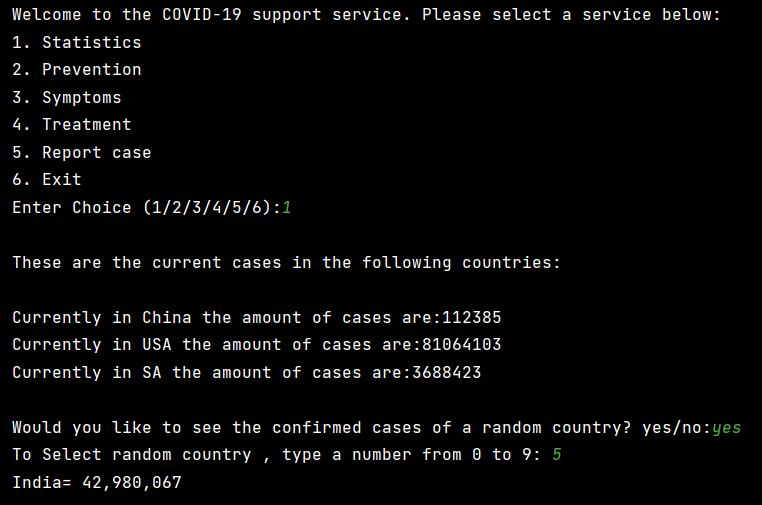 Welcome to the COVID-19 support service. Please select a service below:
1. Statistics
2. Prevention
3. Symptoms
4. Treatment
5. Report case
6. Exit
Enter Choice (1/2/3/4/5/6):1
These are the current cases in the following countries:
Currently in China the amount of cases are:112385
Currently in USA the amount of cases are:81064103
Currently in SA the amount of cases are:3688423
Would you like to see the confirmed cases of a random country? yes/no:yes
To Select random country , type a number from 0 to 9: 5
India= 42,980,067